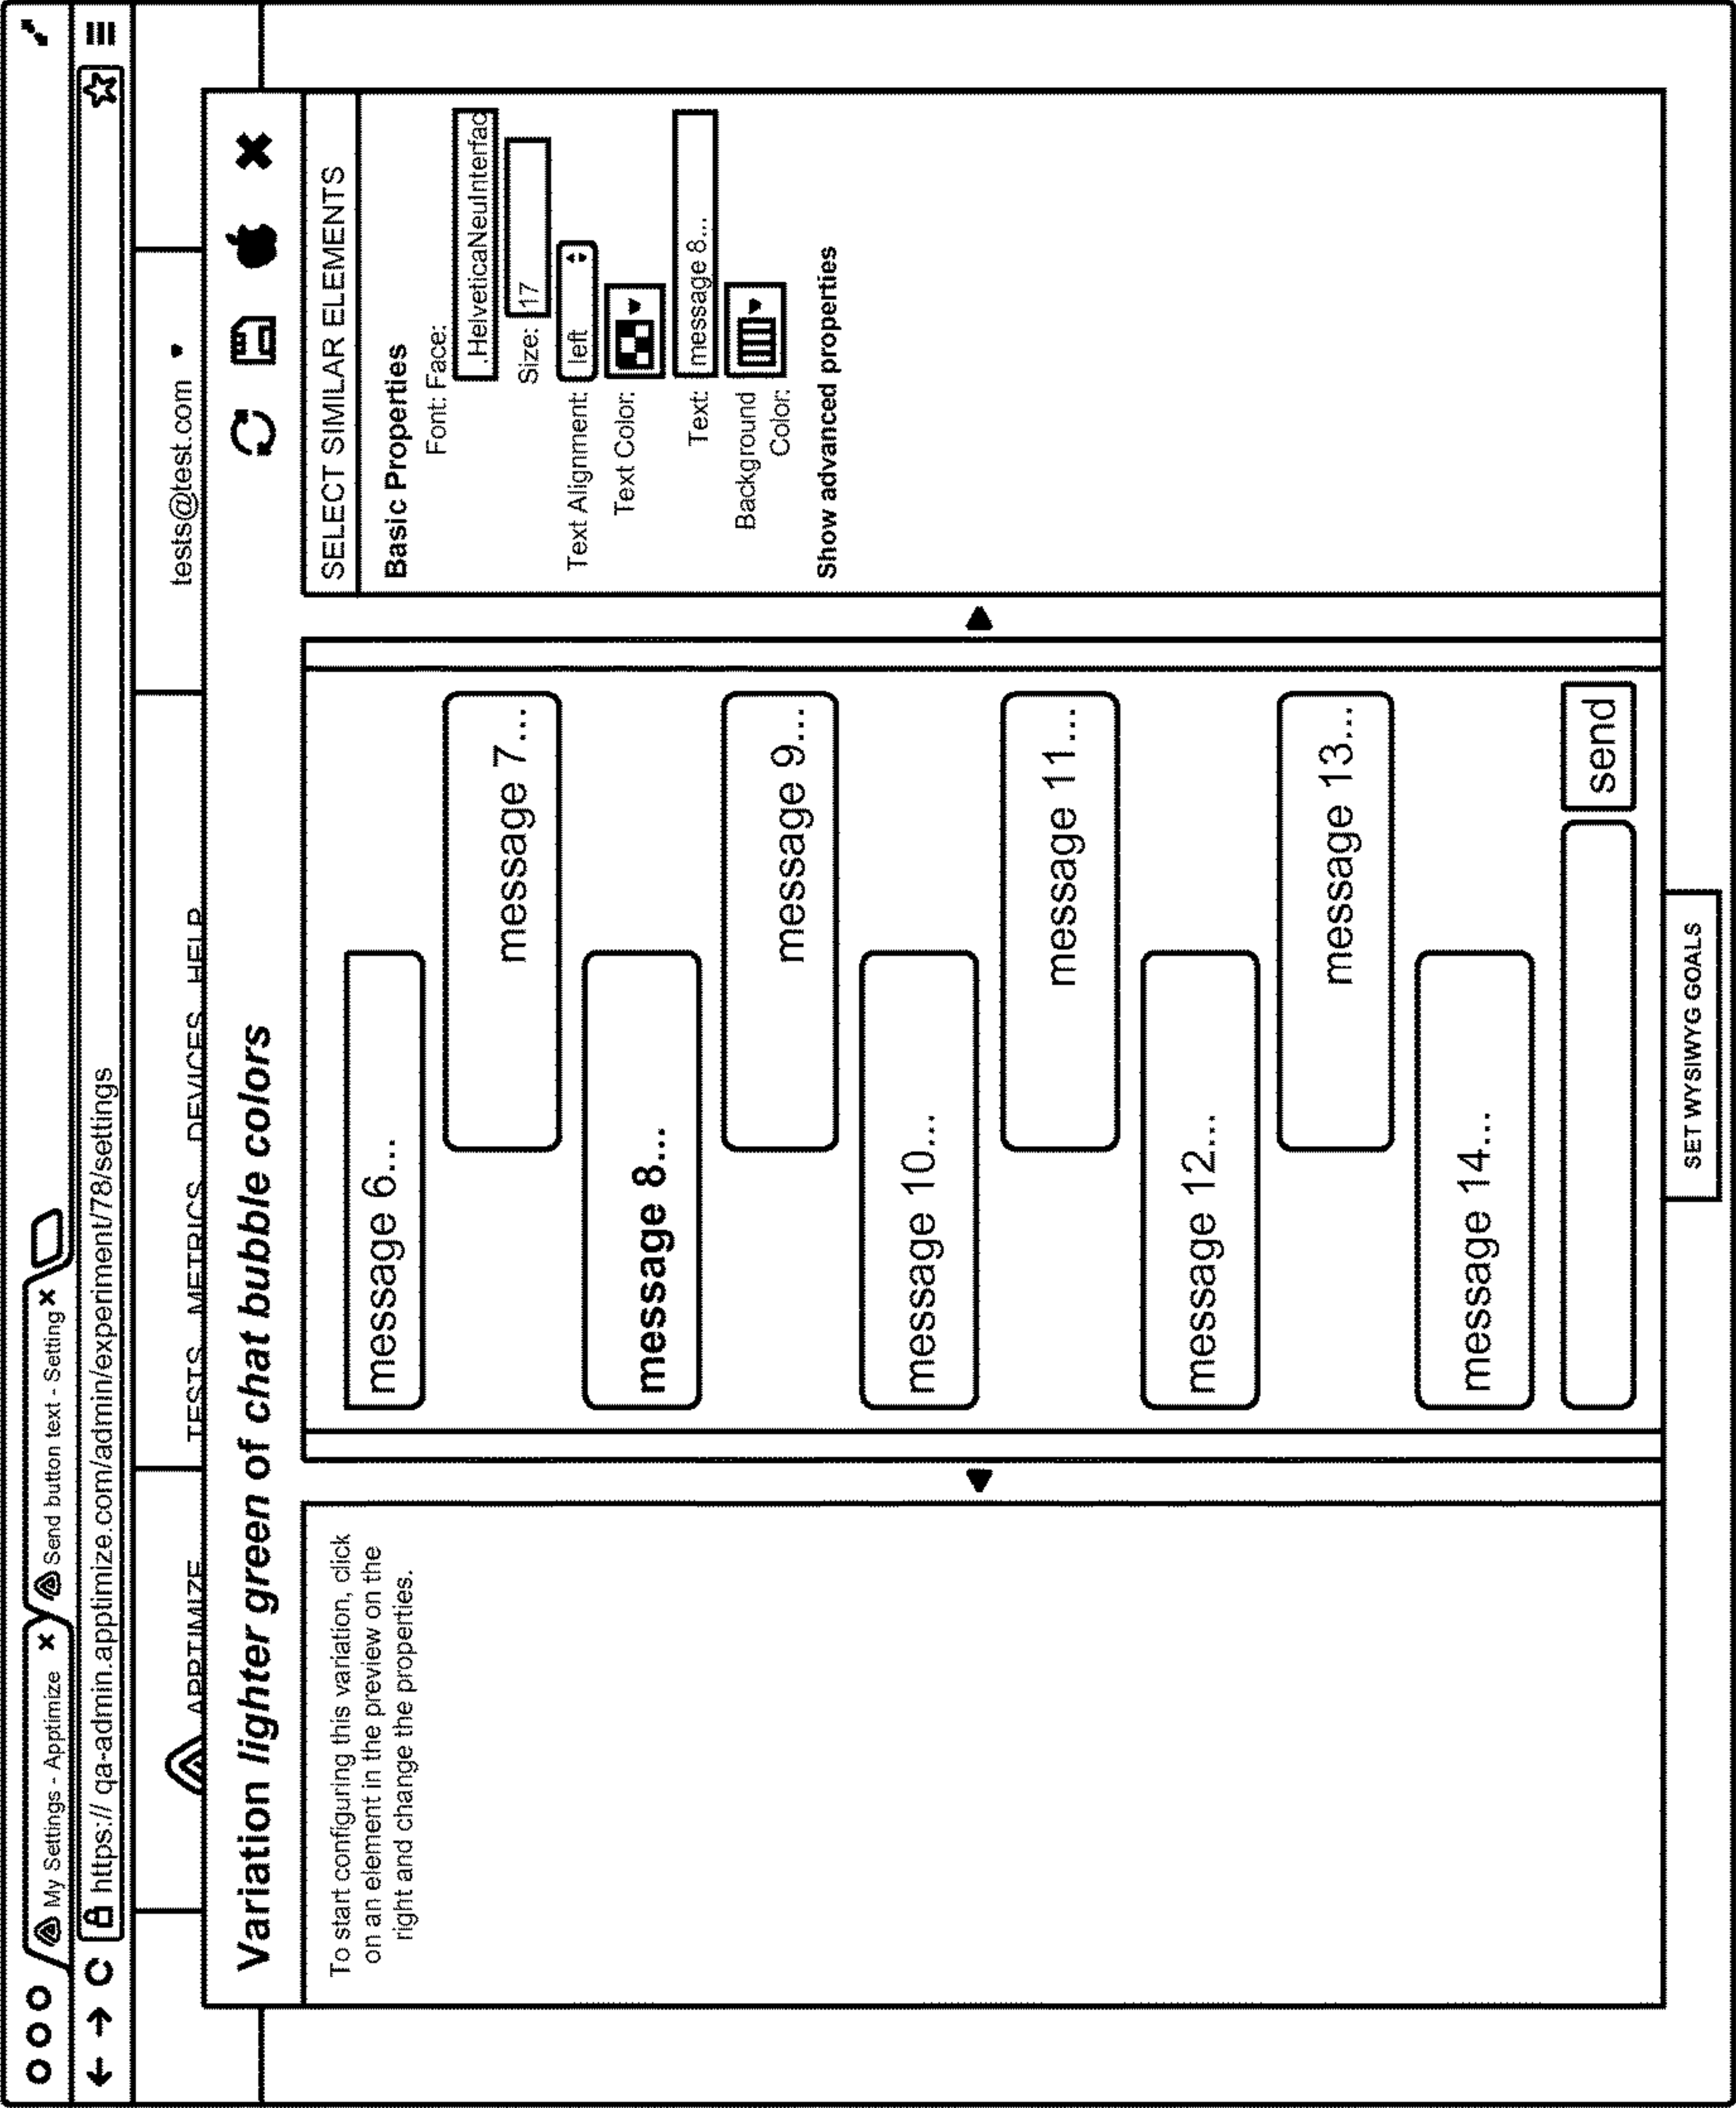 My Settings - Apptimize
Send button text - Setting
https:// qa-admin.apptimize.com/admin/experiment/78/settings
APPTIMIZE
TESTS METRICS DEVICES HELP
tests@test.com
Variation lighter green of chat bubble colors
To start configuring this variation, click
on an element in the preview on the
right and change the properties.
message 6...
message 7...
message 8...
message 9...
message 10...
message 11...
message 12...
message 13...
message 14...
send
SELECT SIMILAR ELEMENTS
Basic Properties
Font: Face:
.HelveticaNeuInterfac
Size: 17
Text Alignment: left
Text Color:
Text: message 8...
Background
Color:
Show advanced properties
SET WYSIWYG GOALS